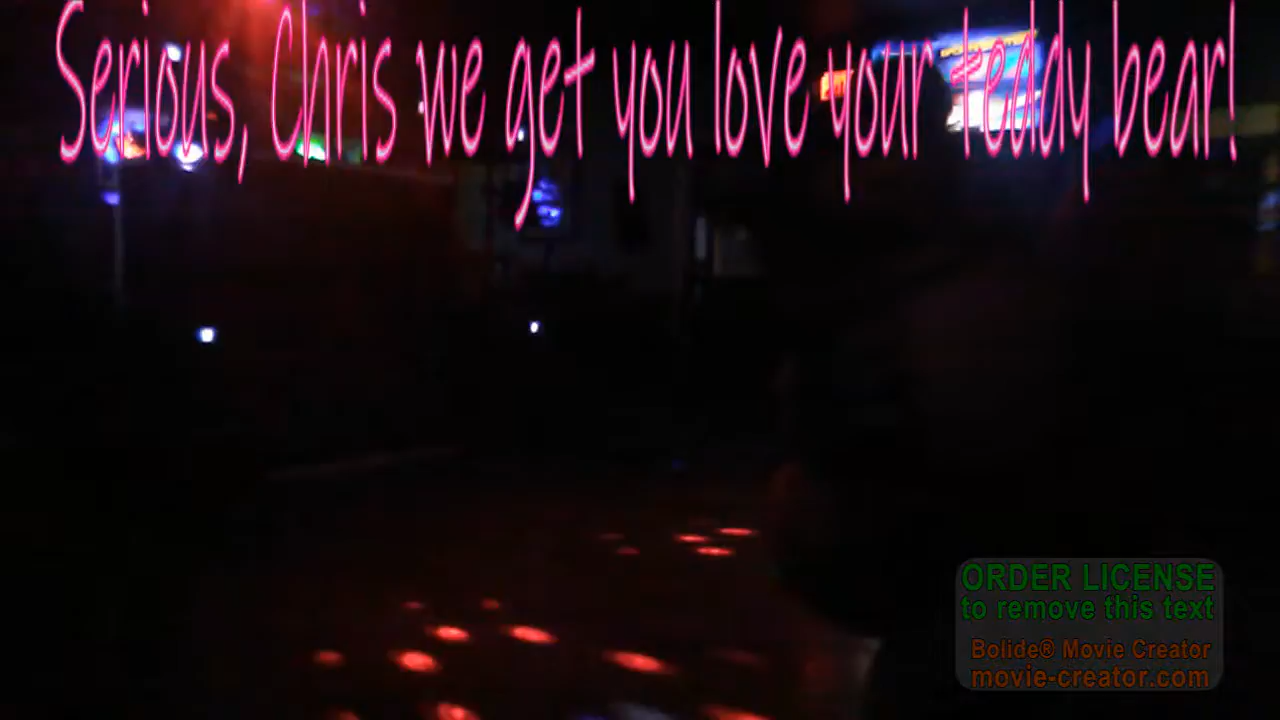 Serious, Chris we get you love your teddy bear!
ORDER LICENSE
to remove this text
Bolide® Movie Creator
movie-creator.com